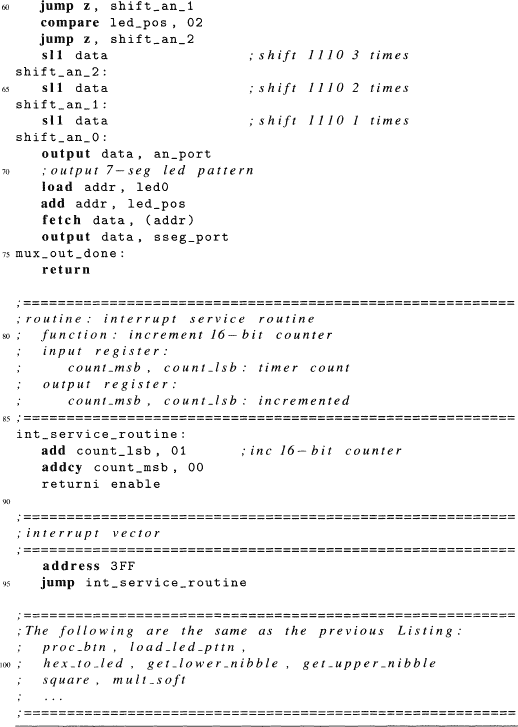 60 jump z, shift_an_1
compare led_pos, 02
jump z, shift_an_2
sl1 data ;shift 1110 3 times
shift_an_2:
65 sl1 data ;shift 1110 2 times
shift_an_1:
sl1 data ;shift 1110 1 times
shift_an_0:
output data, an_port
70 ;output 7-seg led pattern
load addr, led0
add addr, led_pos
fetch data, (addr)
output data, sseg_port
75 mux_out_done:
return
;=========================================================
;routine: interrupt service routine
80 ; function: increment 16-bit counter
; input register:
; count_msb, count_lsb: timer count
; output register:
; count_msb, count_lsb: incremented
85 ;=========================================================
int_service_routine:
add count_lsb, 01 ;inc 16-bit counter
addcy count_msb, 00
returni enable
90
;=========================================================
;interrupt vector
;=========================================================
address 3FF
95 jump int_service_routine
;=========================================================
;The following are the same as the previous Listing:
; proc_btn, load_led_pttn,
100 ; hex_to_led, get_lower_nibble, get_upper_nibble
; square, mult_soft
; ...
;=========================================================